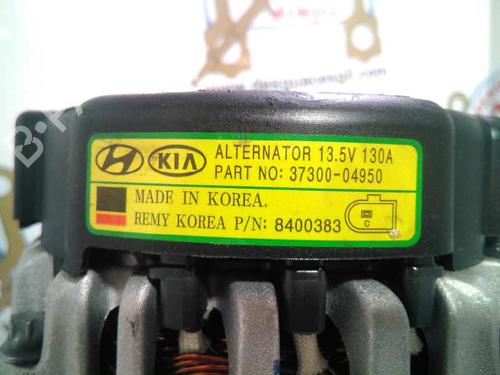 KIA ALTERNATOR 13.5V 130A
PART NO: 37300-04950
MADE IN KOREA.
REMY KOREA P/N: 8400383
C